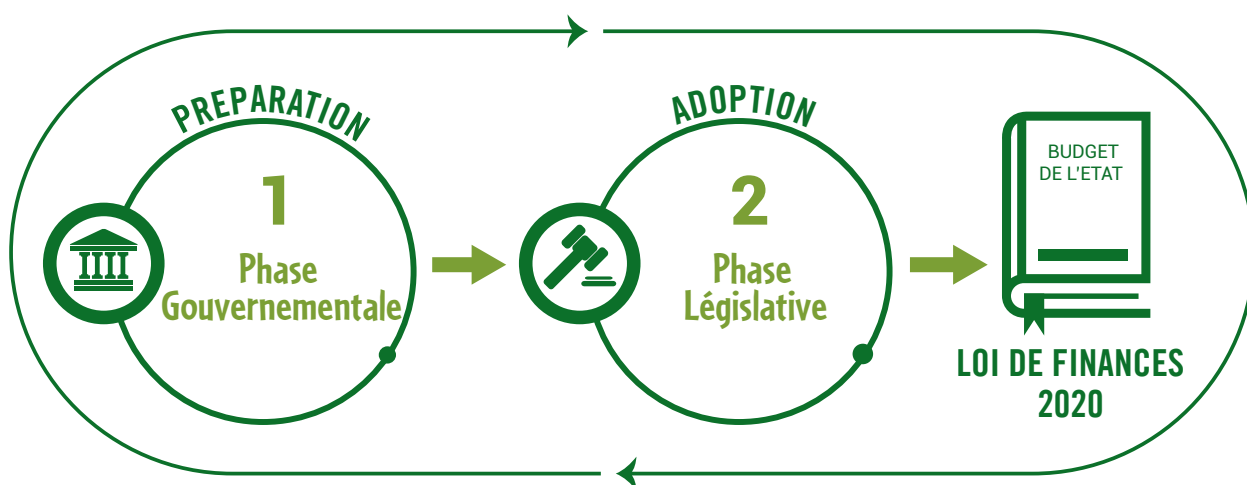 PREPARATION
1
Phase
Gouvernementale
ADOPTION
2
Phase
Législative
BUDGET
DE L'ETAT
LOI DE FINANCES
2020